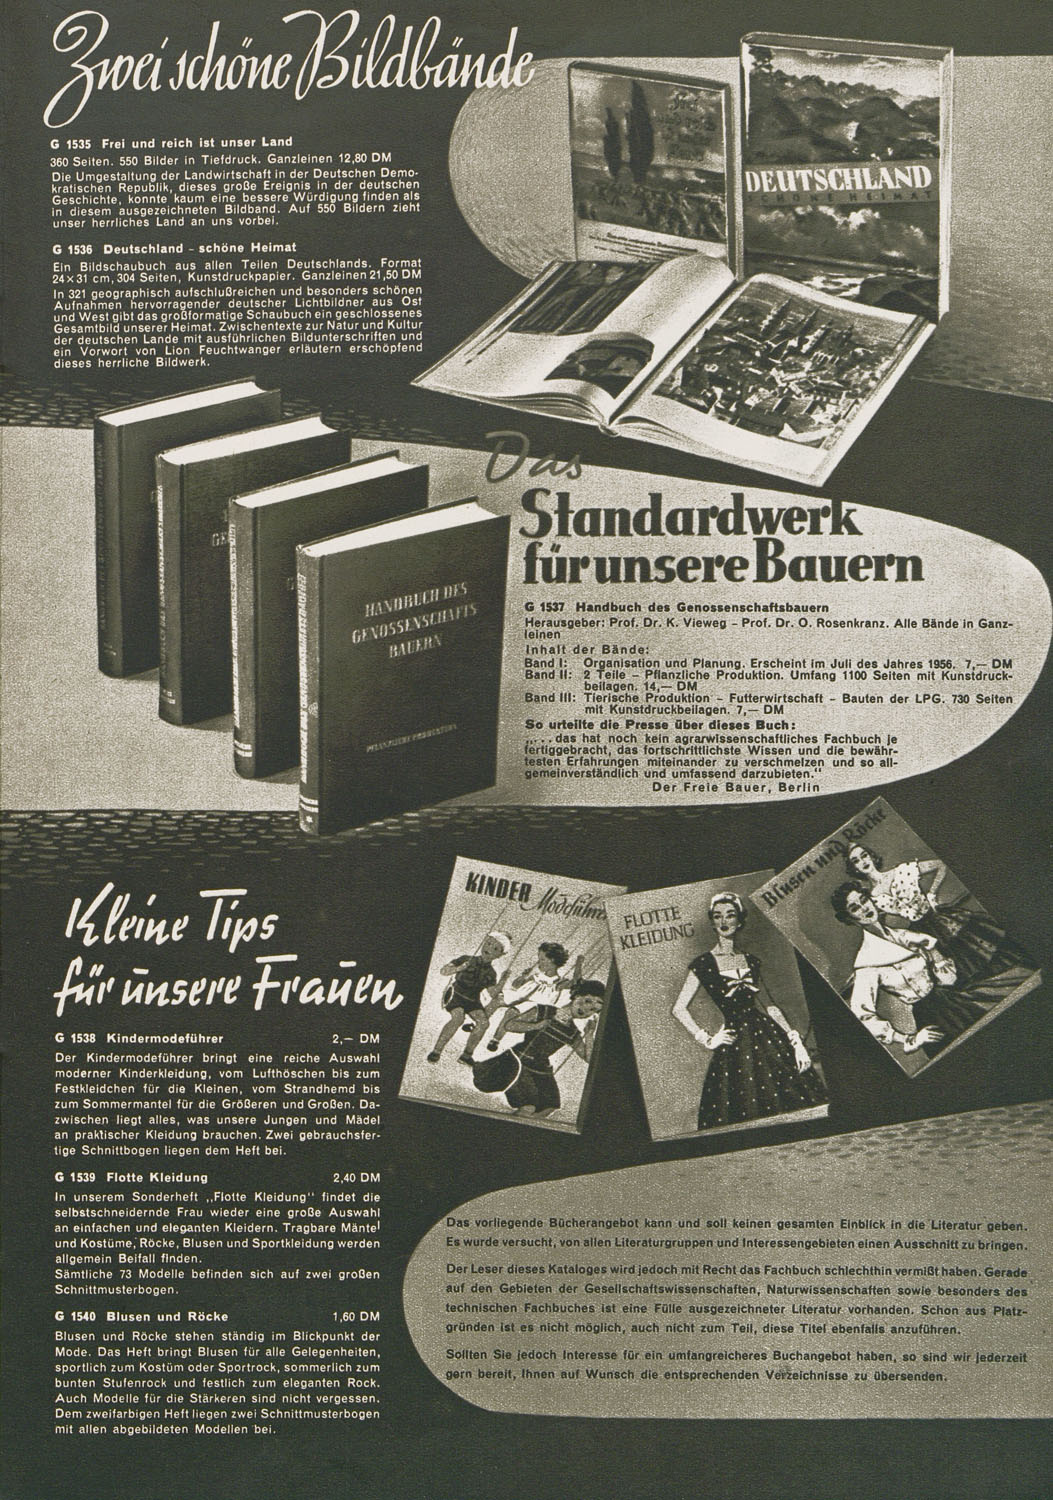 Zwei schöne Bildbände
G 1535 Frei und reich ist unser Land
360 Seiten. 550 Bilder in Tiefdruck. Ganzleinen 12,80 DM
Die Umgestaltung der Landwirtschaft in der Deutschen Demo-
kratischen Republik, dieses große Ereignis in der deutschen
Geschichte, konnte kaum eine bessere Würdigung finden als
in diesem ausgezeichneten Bildband. Auf 550 Bildern zieht
unser herrliches Land an uns vorbei.
G 1536 Deutschland – schöne Heimat
Ein Bildschaubuch aus allen Teilen Deutschlands. Format
24×31 cm, 304 Seiten, Kunstdruckpapier. Ganzleinen 21,50 DM
In 321 geographisch aufschlußreichen und besonders schönen
Aufnahmen hervorragender deutscher Lichtbildner aus Ost
und West gibt das großformatige Schaubuch ein geschlossenes
Gesamtbild unserer Heimat. Zwischentexte zur Natur und Kultur
der deutschen Lande mit ausführlichen Bildunterschriften und
ein Vorwort von Lion Feuchtwanger erläutern erschöpfend
dieses herrliche Bildwerk.
DEUTSCHLAND
SCHÖNE HEIMAT
Das
Standardwerk
für unsere Bauern
G 1537 Handbuch des Genossenschaftsbauern
Herausgeber: Prof. Dr. K. Vieweg – Prof. Dr. O. Rosenkranz. Alle Bände in Ganz-
leinen
Inhalt der Bände:
Band I: Organisation und Planung. Erscheint im Juli des Jahres 1956. 7,— DM
Band II: 2 Teile – Pflanzliche Produktion. Umfang 1100 Seiten mit Kunstdruck-
beilagen. 14,— DM
Band III: Tierische Produktion – Futterwirtschaft – Bauten der LPG. 730 Seiten
mit Kunstdruckbeilagen. 7,— DM
So urteilte die Presse über dieses Buch:
„... das hat noch kein agrarwissenschaftliches Fachbuch je
fertiggebracht, das fortschrittlichste Wissen und die bewähr-
testen Erfahrungen miteinander zu verschmelzen und so all-
gemeinverständlich und umfassend darzubieten.“
Der Freie Bauer, Berlin
HANDBUCH DES
GENOSSENSCHAFTS
BAUERN
PFLANZLICHE PRODUKTION
KINDER Modeführer
FLOTTE
KLEIDUNG
Blusen und Röcke
Kleine Tips
für unsere Frauen
G 1538 Kindermodeführer 2,— DM
Der Kindermodeführer bringt eine reiche Auswahl
moderner Kinderkleidung, vom Lufthöschen bis zum
Festkleidchen für die Kleinen, vom Strandhemd bis
zum Sommermantel für die Größeren und Großen. Da-
zwischen liegt alles, was unsere Jungen und Mädel
an praktischer Kleidung brauchen. Zwei gebrauchsfer-
tige Schnittbogen liegen dem Heft bei.
G 1539 Flotte Kleidung 2,40 DM
In unserem Sonderheft „Flotte Kleidung“ findet die
selbstschneidernde Frau wieder eine große Auswahl
an einfachen und eleganten Kleidern. Tragbare Mäntel
und Kostüme, Röcke, Blusen und Sportkleidung werden
allgemein Beifall finden.
Sämtliche 73 Modelle befinden sich auf zwei großen
Schnittmusterbogen.
G 1540 Blusen und Röcke 1,60 DM
Blusen und Röcke stehen ständig im Blickpunkt der
Mode. Das Heft bringt Blusen für alle Gelegenheiten,
sportlich zum Kostüm oder Sportrock, sommerlich zum
bunten Stufenrock und festlich zum eleganten Rock.
Auch Modelle für die Stärkeren sind nicht vergessen.
Dem zweifarbigen Heft liegen zwei Schnittmusterbogen
mit allen abgebildeten Modellen bei.
Das vorliegende Bücherangebot kann und soll keinen gesamten Einblick in die Literatur geben.
Es wurde versucht, von allen Literaturgruppen und Interessengebieten einen Ausschnitt zu bringen.
Der Leser dieses Kataloges wird jedoch mit Recht das Fachbuch schlechthin vermißt haben. Gerade
auf den Gebieten der Gesellschaftswissenschaften, Naturwissenschaften sowie besonders des
technischen Fachbuches ist eine Fülle ausgezeichneter Literatur vorhanden. Schon aus Platz-
gründen ist es nicht möglich, auch nicht zum Teil, diese Titel ebenfalls anzuführen.
Sollten Sie jedoch Interesse für ein umfangreicheres Buchangebot haben, so sind wir jederzeit
gern bereit, Ihnen auf Wunsch die entsprechenden Verzeichnisse zu übersenden.